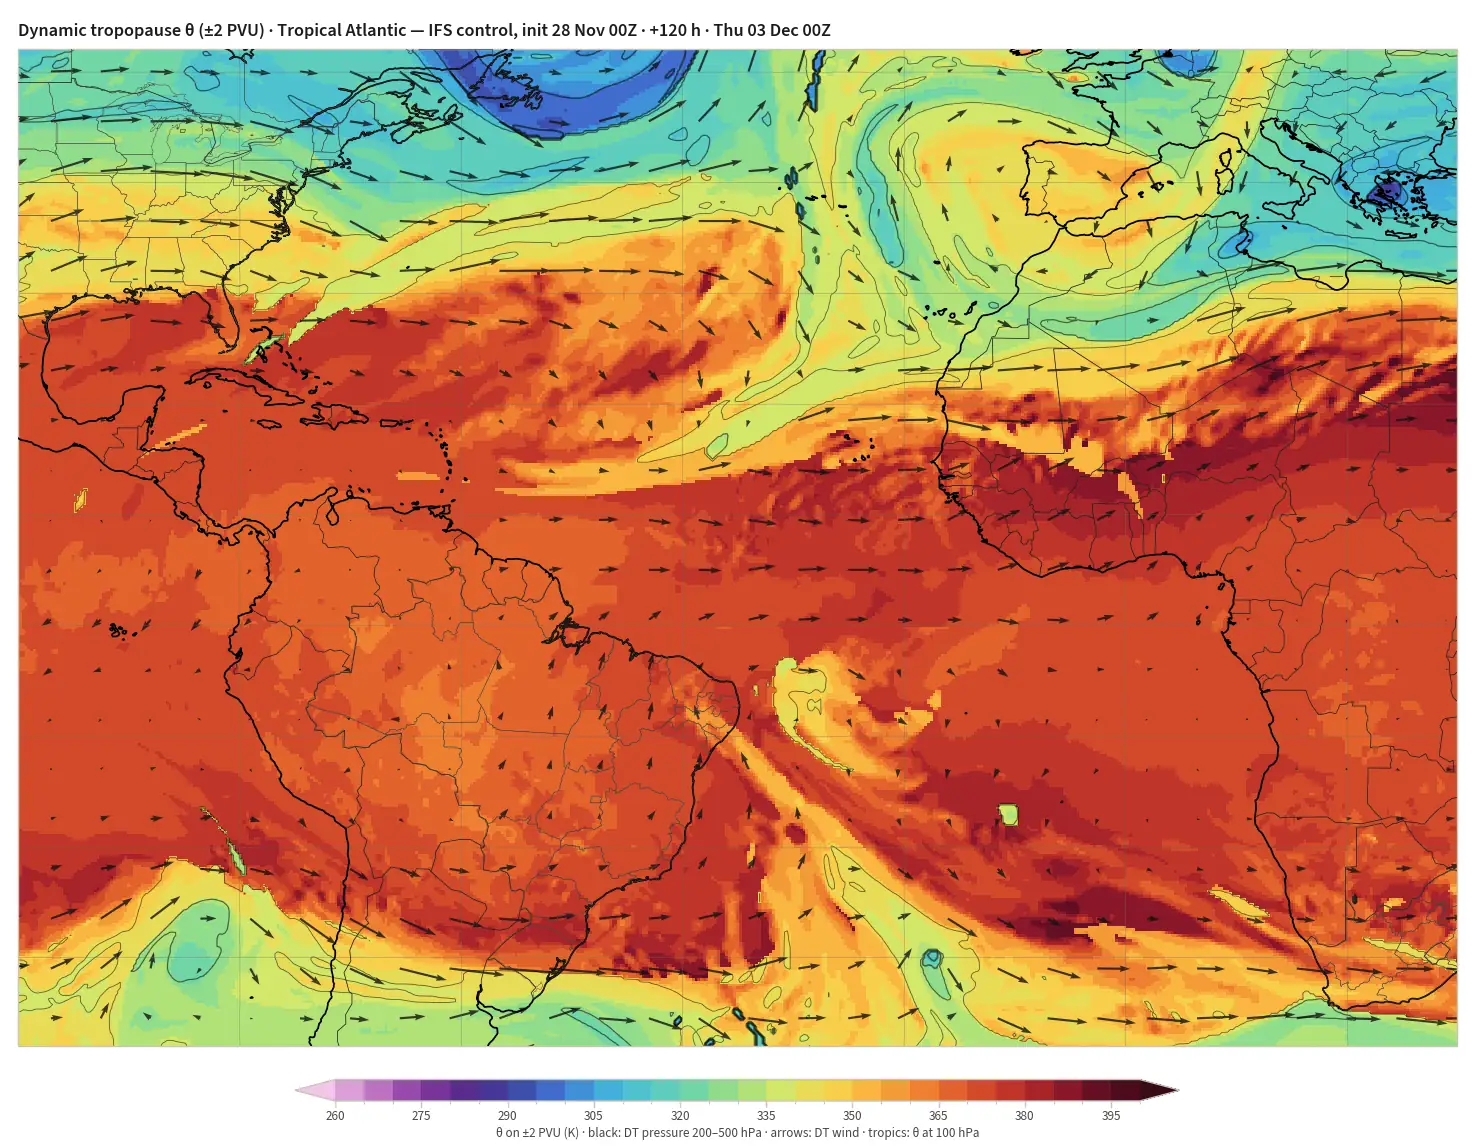 Dynamic tropopause θ (±2 PVU) · Tropical Atlantic — IFS control, init 28 Nov 00Z · +120 h · Thu 03 Dec 00Z
260 275 290 305 320 335 350 365 380 395
θ on ±2 PVU (K) · black: DT pressure 200–500 hPa · arrows: DT wind · tropics: θ at 100 hPa